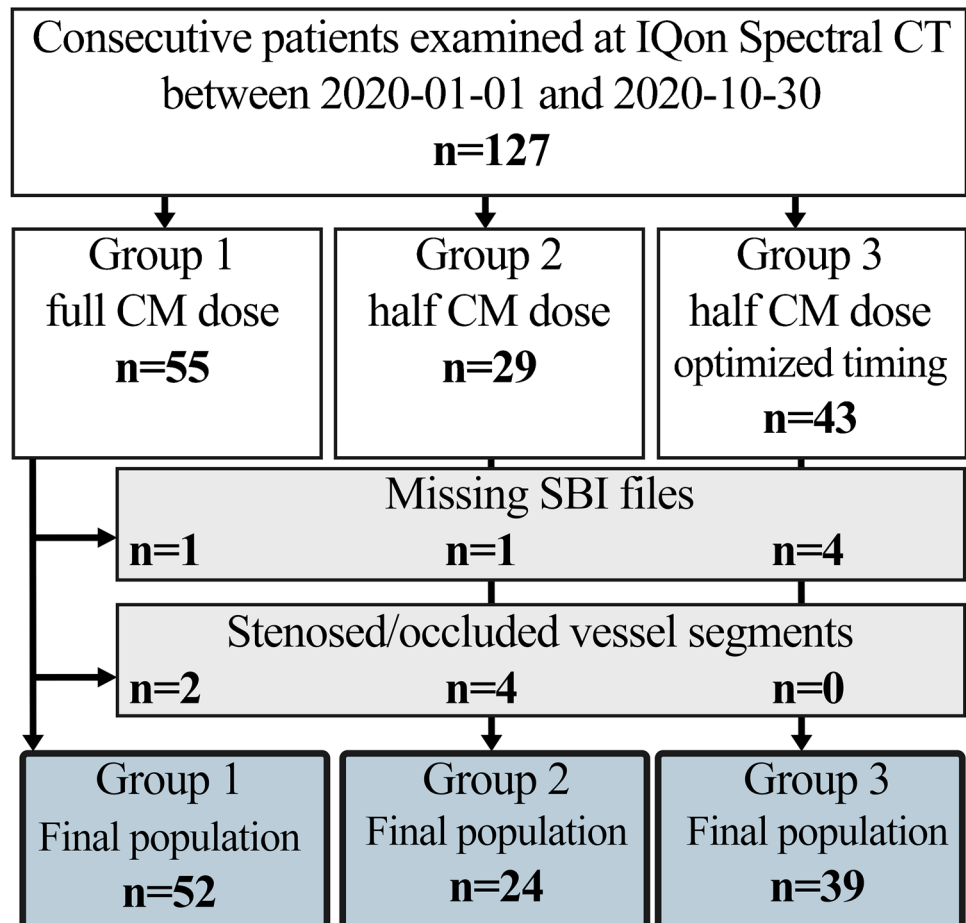 Consecutive patients examined at IQon Spectral CT
between 2020-01-01 and 2020-10-30
n=127
Group 1
full CM dose
n=55
Group 2
half CM dose
n=29
Group 3
half CM dose
optimized timing
n=43
Missing SBI files
n=1 n=1 n=4
Stenosed/occluded vessel segments
n=2 n=4 n=0
Group 1
Final population
n=52
Group 2
Final population
n=24
Group 3
Final population
n=39